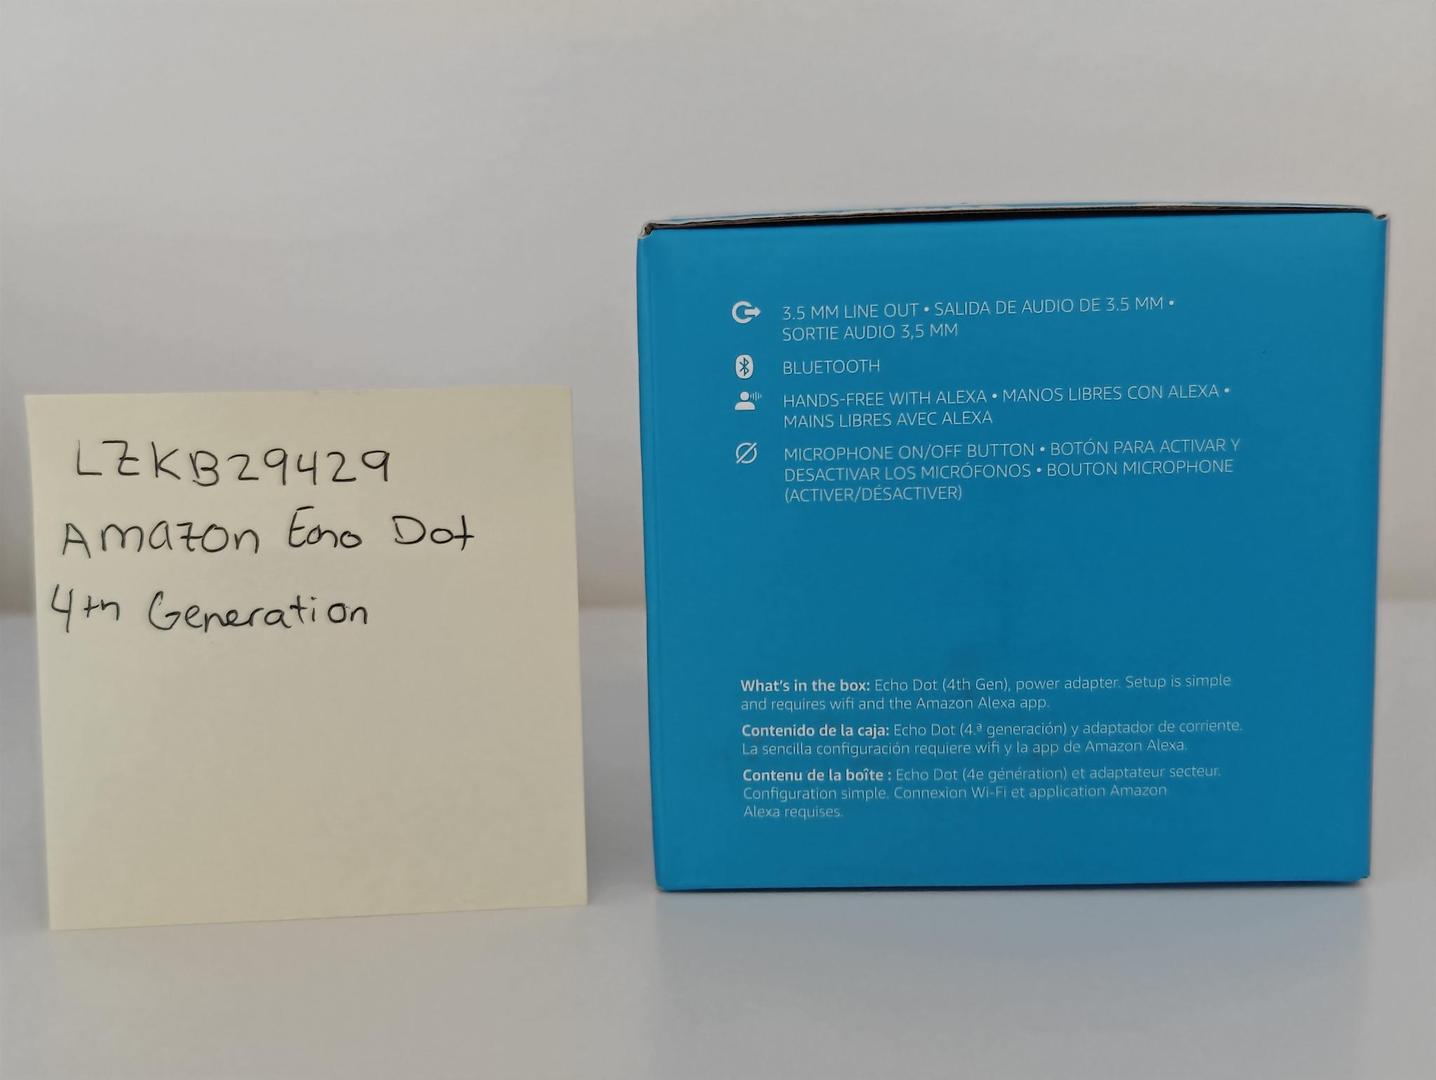 LZKB29429
Amazon Echo Dot
4th Generation
3.5 MM LINE OUT • SALIDA DE AUDIO DE 3.5 MM •
SORTIE AUDIO 3,5 MM
BLUETOOTH
HANDS-FREE WITH ALEXA • MANOS LIBRES CON ALEXA •
MAINS LIBRES AVEC ALEXA
MICROPHONE ON/OFF BUTTON • BOTÓN PARA ACTIVAR Y
DESACTIVAR LOS MICRÓFONOS • BOUTON MICROPHONE
(ACTIVER/DÉSACTIVER)
What's in the box: Echo Dot (4th Gen), power adapter. Setup is simple
and requires wifi and the Amazon Alexa app.
Contenido de la caja: Echo Dot (4.ª generación) y adaptador de corriente.
La sencilla configuración requiere wifi y la app de Amazon Alexa.
Contenu de la boîte : Echo Dot (4e génération) et adaptateur secteur.
Configuration simple. Connexion Wi-Fi et application Amazon
Alexa requises.